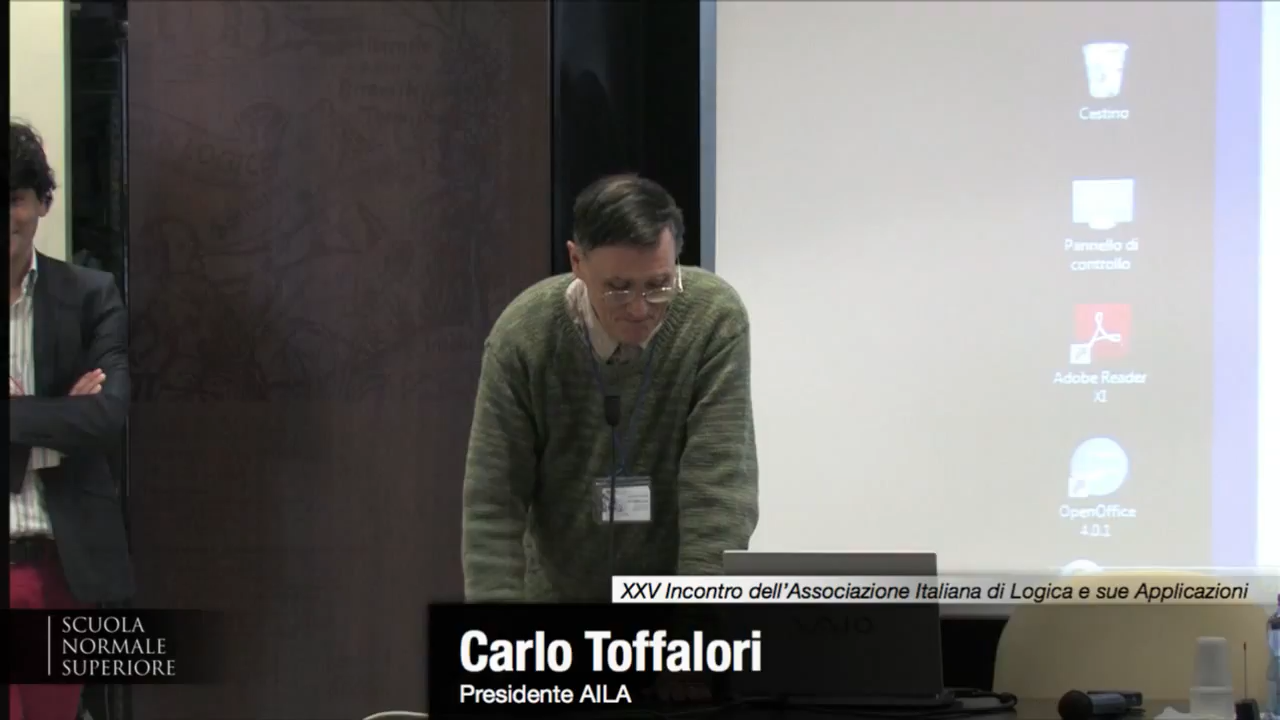 Cestino
Pannello di
controllo
Adobe Reader
XI
OpenOffice
4.0.1
XXV Incontro dell'Associazione Italiana di Logica e sue Applicazioni
SCUOLA
NORMALE
SUPERIORE
Carlo Toffalori
Presidente AILA
VAIO